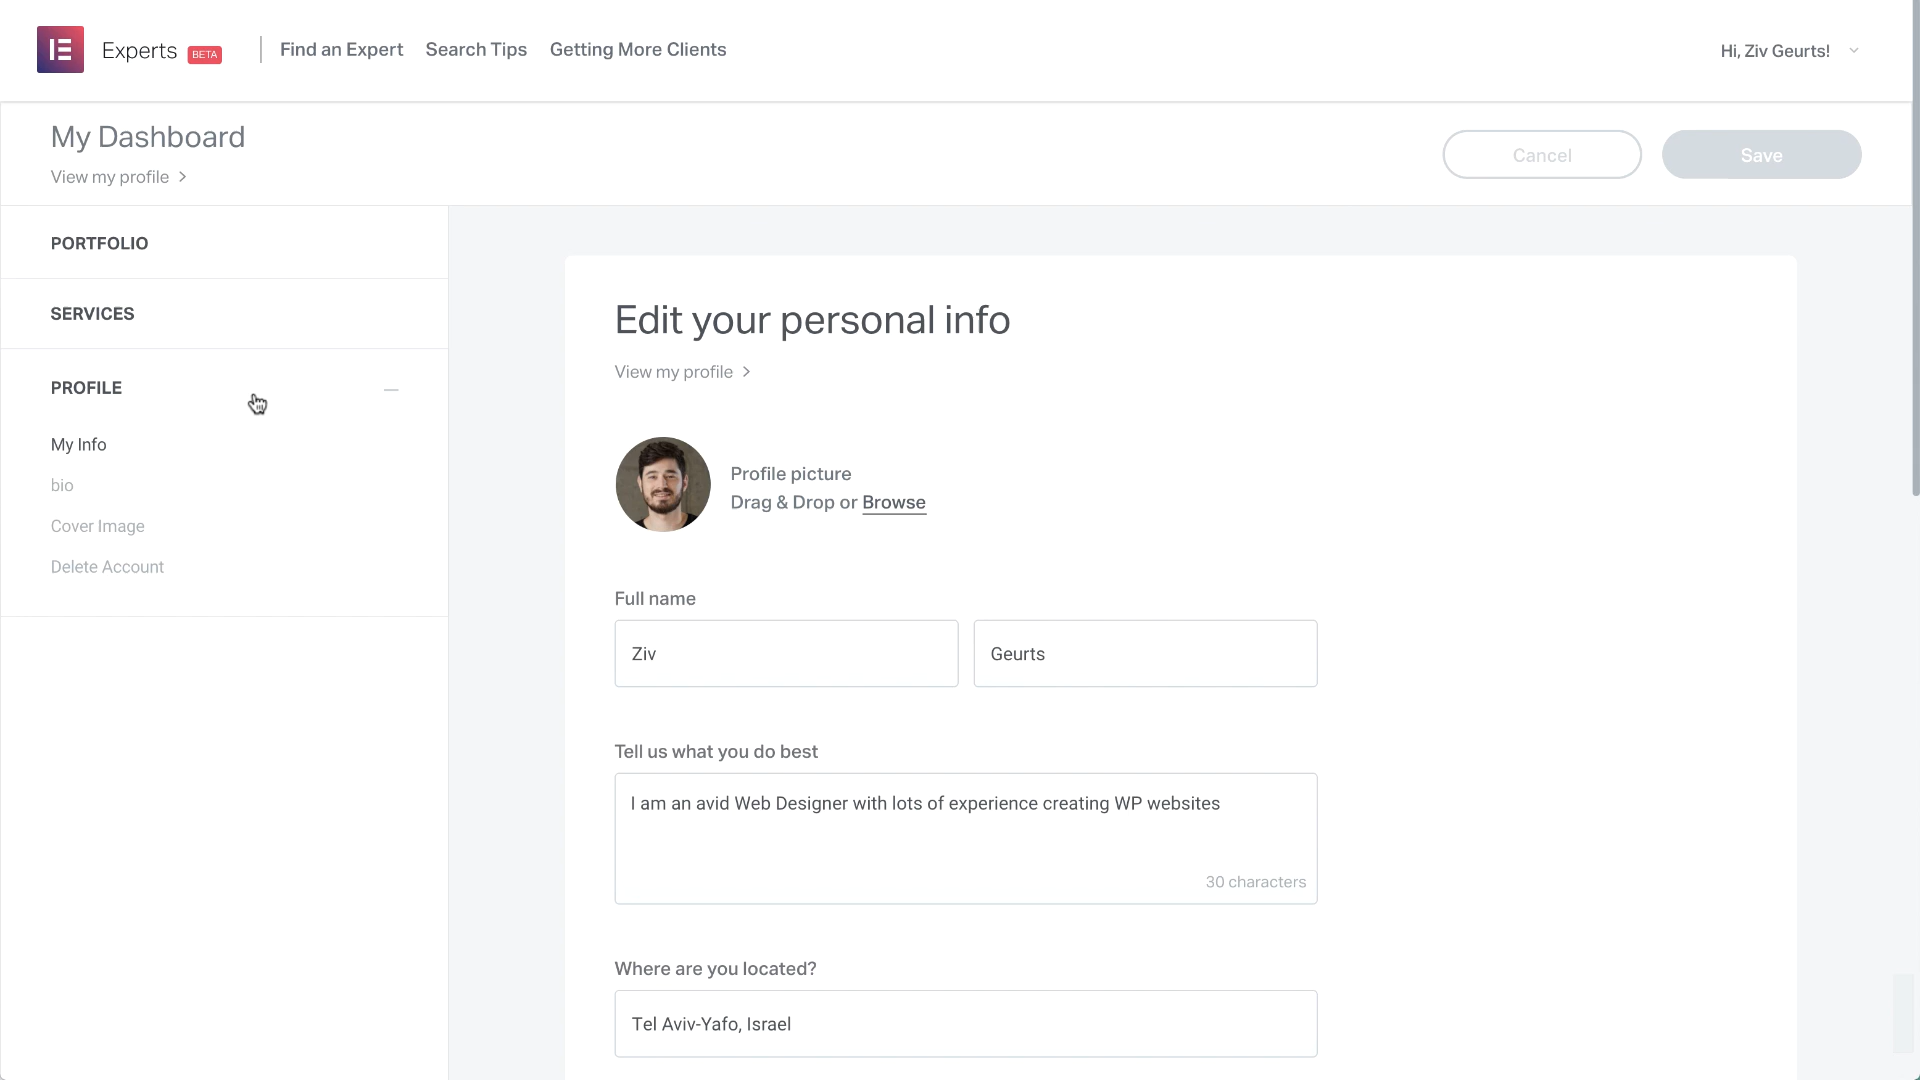 Experts BETA
Find an Expert
Search Tips
Getting More Clients
Hi, Ziv Geurts!
My Dashboard
View my profile
Cancel
Save
PORTFOLIO
SERVICES
PROFILE
My Info
bio
Cover Image
Delete Account
Edit your personal info
View my profile
Profile picture
Drag & Drop or Browse
Full name
Ziv
Geurts
Tell us what you do best
I am an avid Web Designer with lots of experience creating WP websites
30 characters
Where are you located?
Tel Aviv-Yafo, Israel